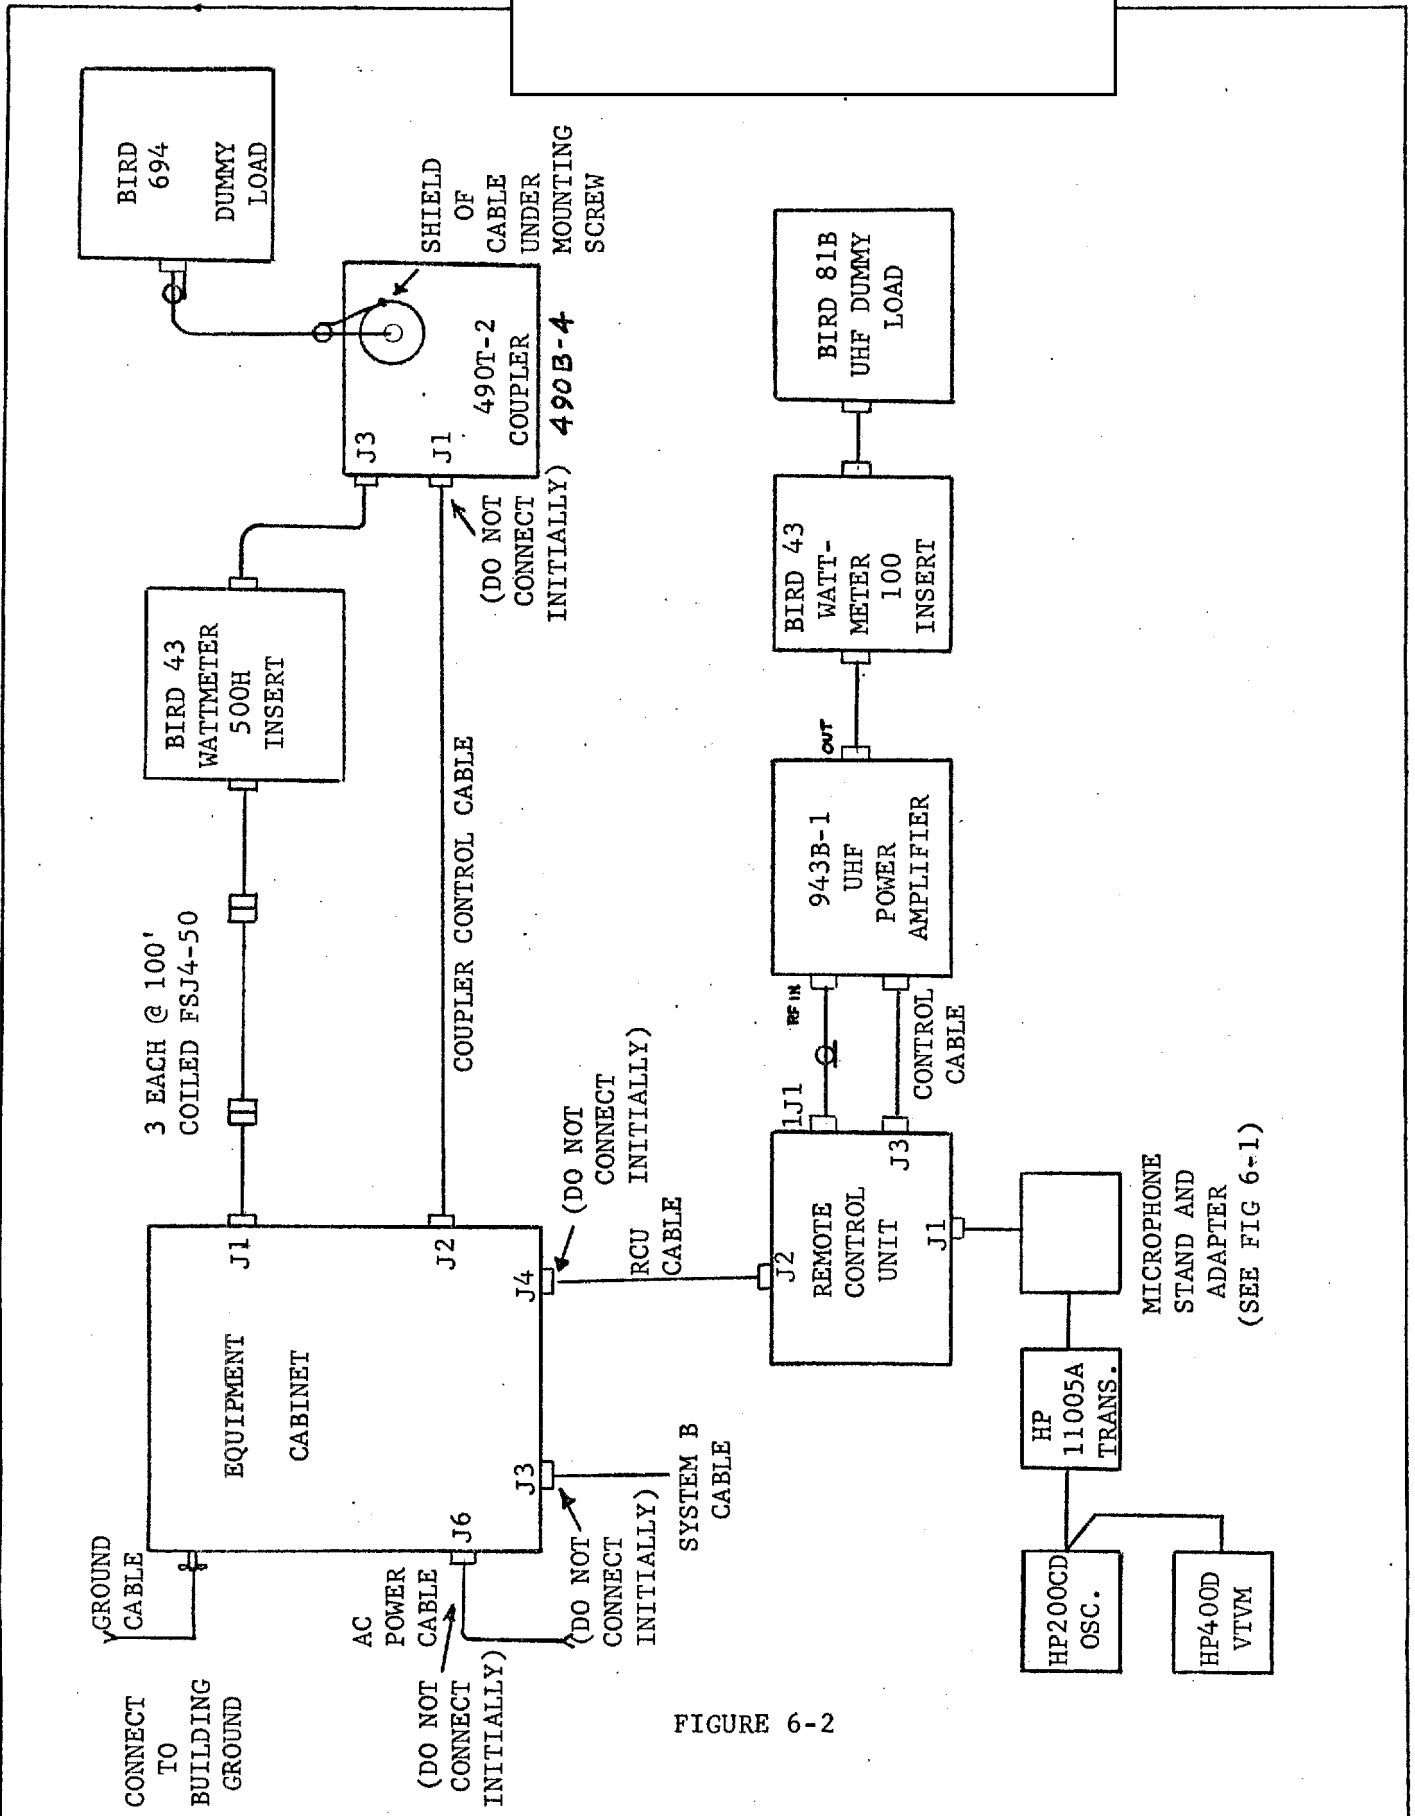 CONNECT
TO
BUILDING
GROUND
GROUND
CABLE
AC
POWER
CABLE
(DO NOT
CONNECT
INITIALLY)
J6
EQUIPMENT
CABINET
J1
J2
J3
J4
(DO NOT
CONNECT
INITIALLY)
SYSTEM B
CABLE
(DO NOT
CONNECT
INITIALLY)
RCU
CABLE
3 EACH @ 100'
COILED FSJ4-50
COUPLER CONTROL CABLE
BIRD 43
WATTMETER
500H
INSERT
J3
J1
490T-2
COUPLER
490B-4
(DO NOT
CONNECT
INITIALLY)
SHIELD
OF
CABLE
UNDER
MOUNTING
SCREW
BIRD
694
DUMMY
LOAD
J2
REMOTE
CONTROL
UNIT
1J1
J3
J1
RF IN
CONTROL
CABLE
943B-1
UHF
POWER
AMPLIFIER
OUT
BIRD 43
WATT-
METER
100
INSERT
BIRD 81B
UHF DUMMY
LOAD
HP200CD
OSC.
HP400D
VTVM
HP
11005A
TRANS.
MICROPHONE
STAND AND
ADAPTER
(SEE FIG 6-1)
FIGURE 6-2